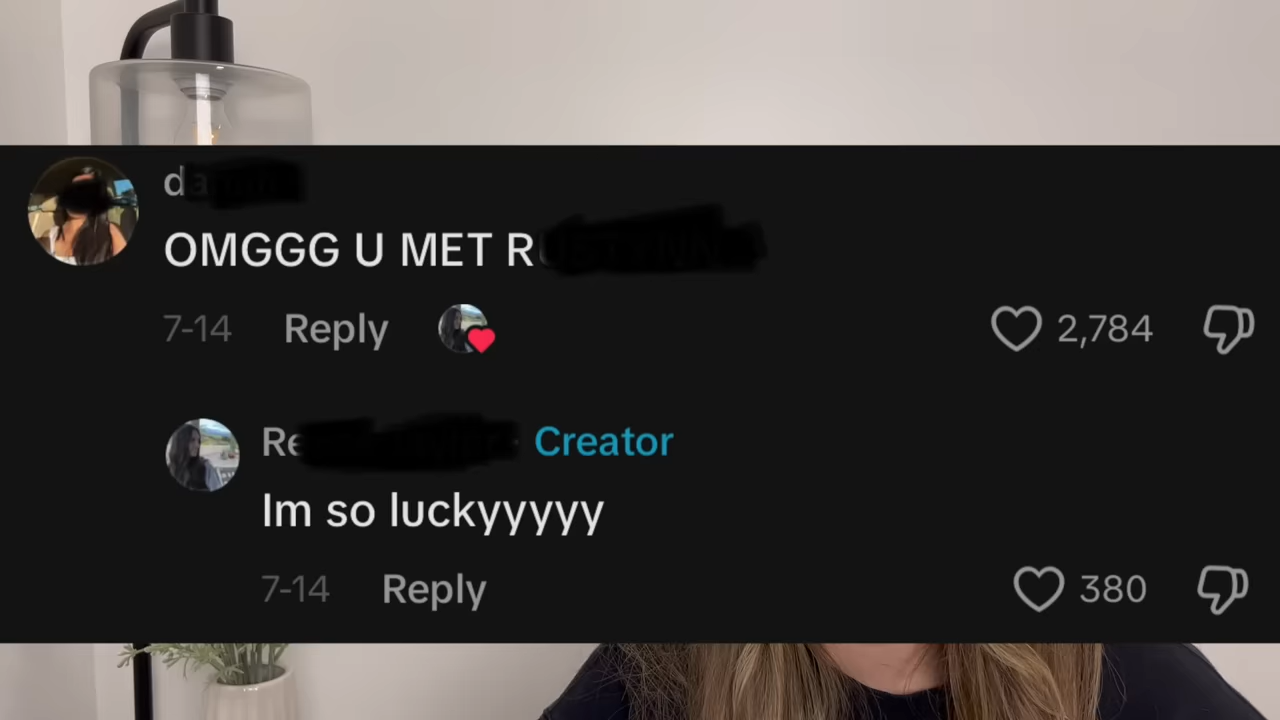 da
OMGGG U MET R
7-14 Reply 2,784
Re Creator
Im so luckyyyyy
7-14 Reply 380